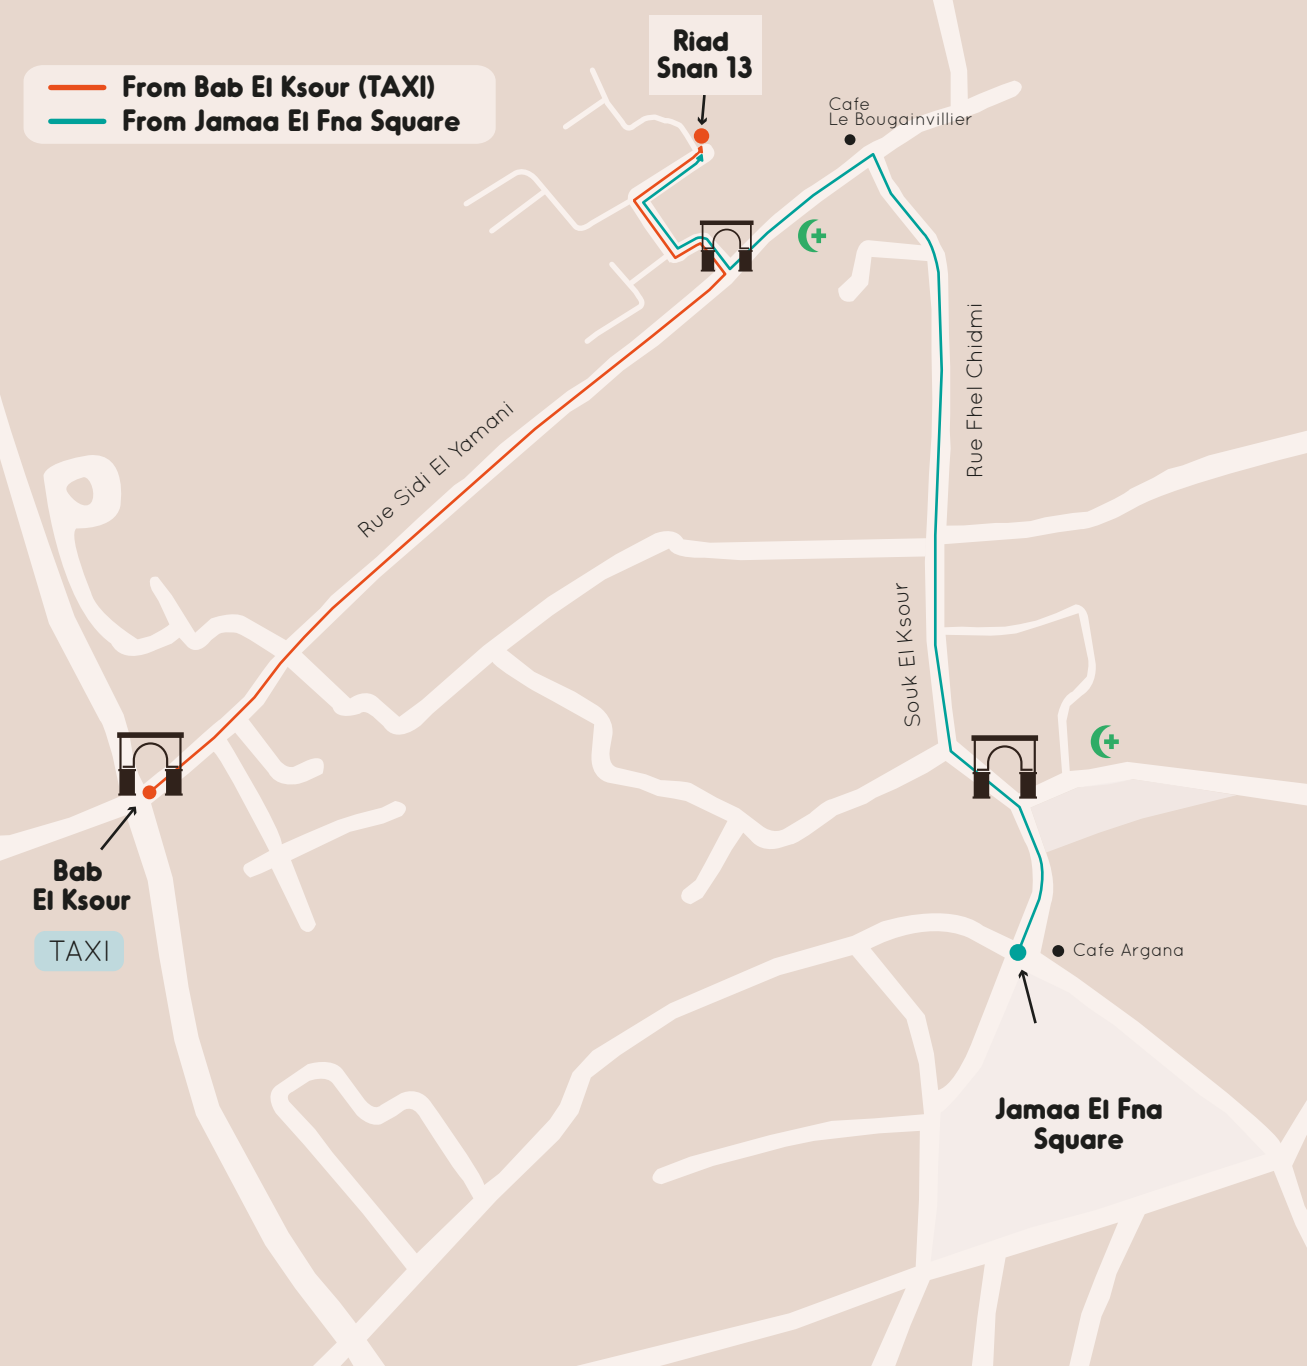 Riad
Snan 13
From Bab El Ksour (TAXI)
From Jamaa El Fna Square
Cafe
Le Bougainvillier
Rue Fhel Chidmi
Rue Sidi El Yamani
Souk El Ksour
Bab
El Ksour
TAXI
Cafe Argana
Jamaa El Fna
Square